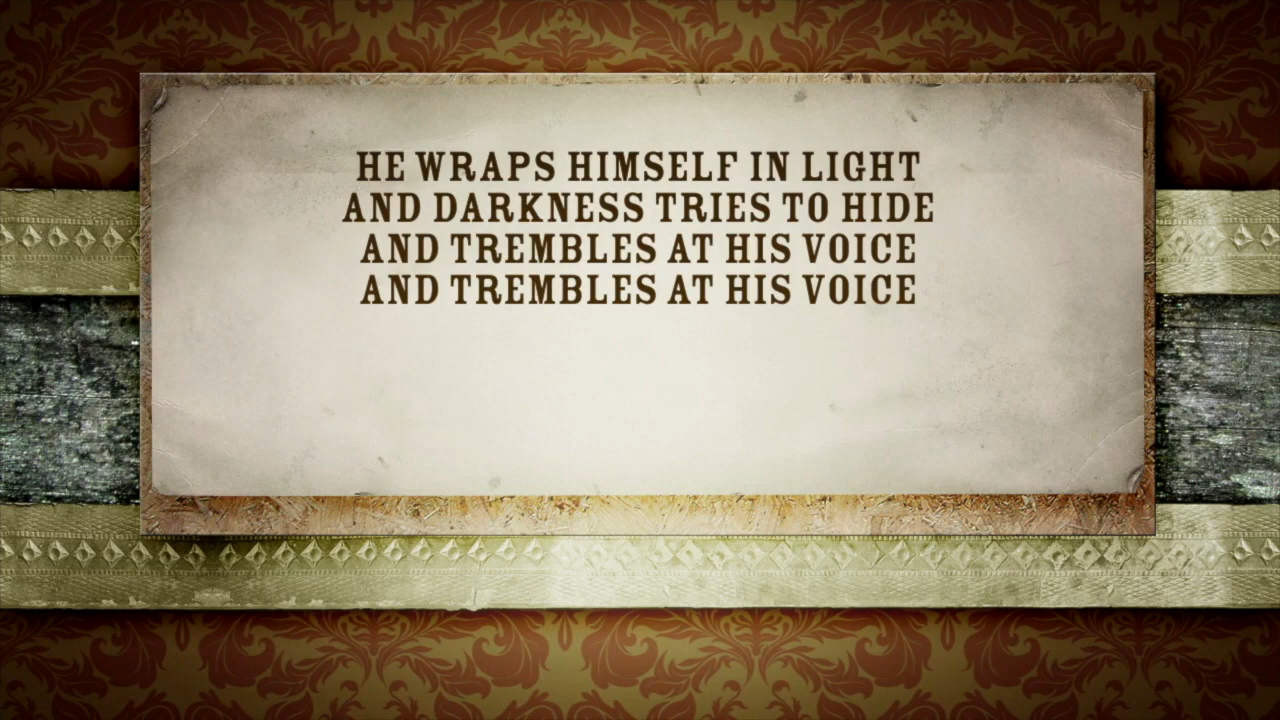 HE WRAPS HIMSELF IN LIGHT
AND DARKNESS TRIES TO HIDE
AND TREMBLES AT HIS VOICE
AND TREMBLES AT HIS VOICE